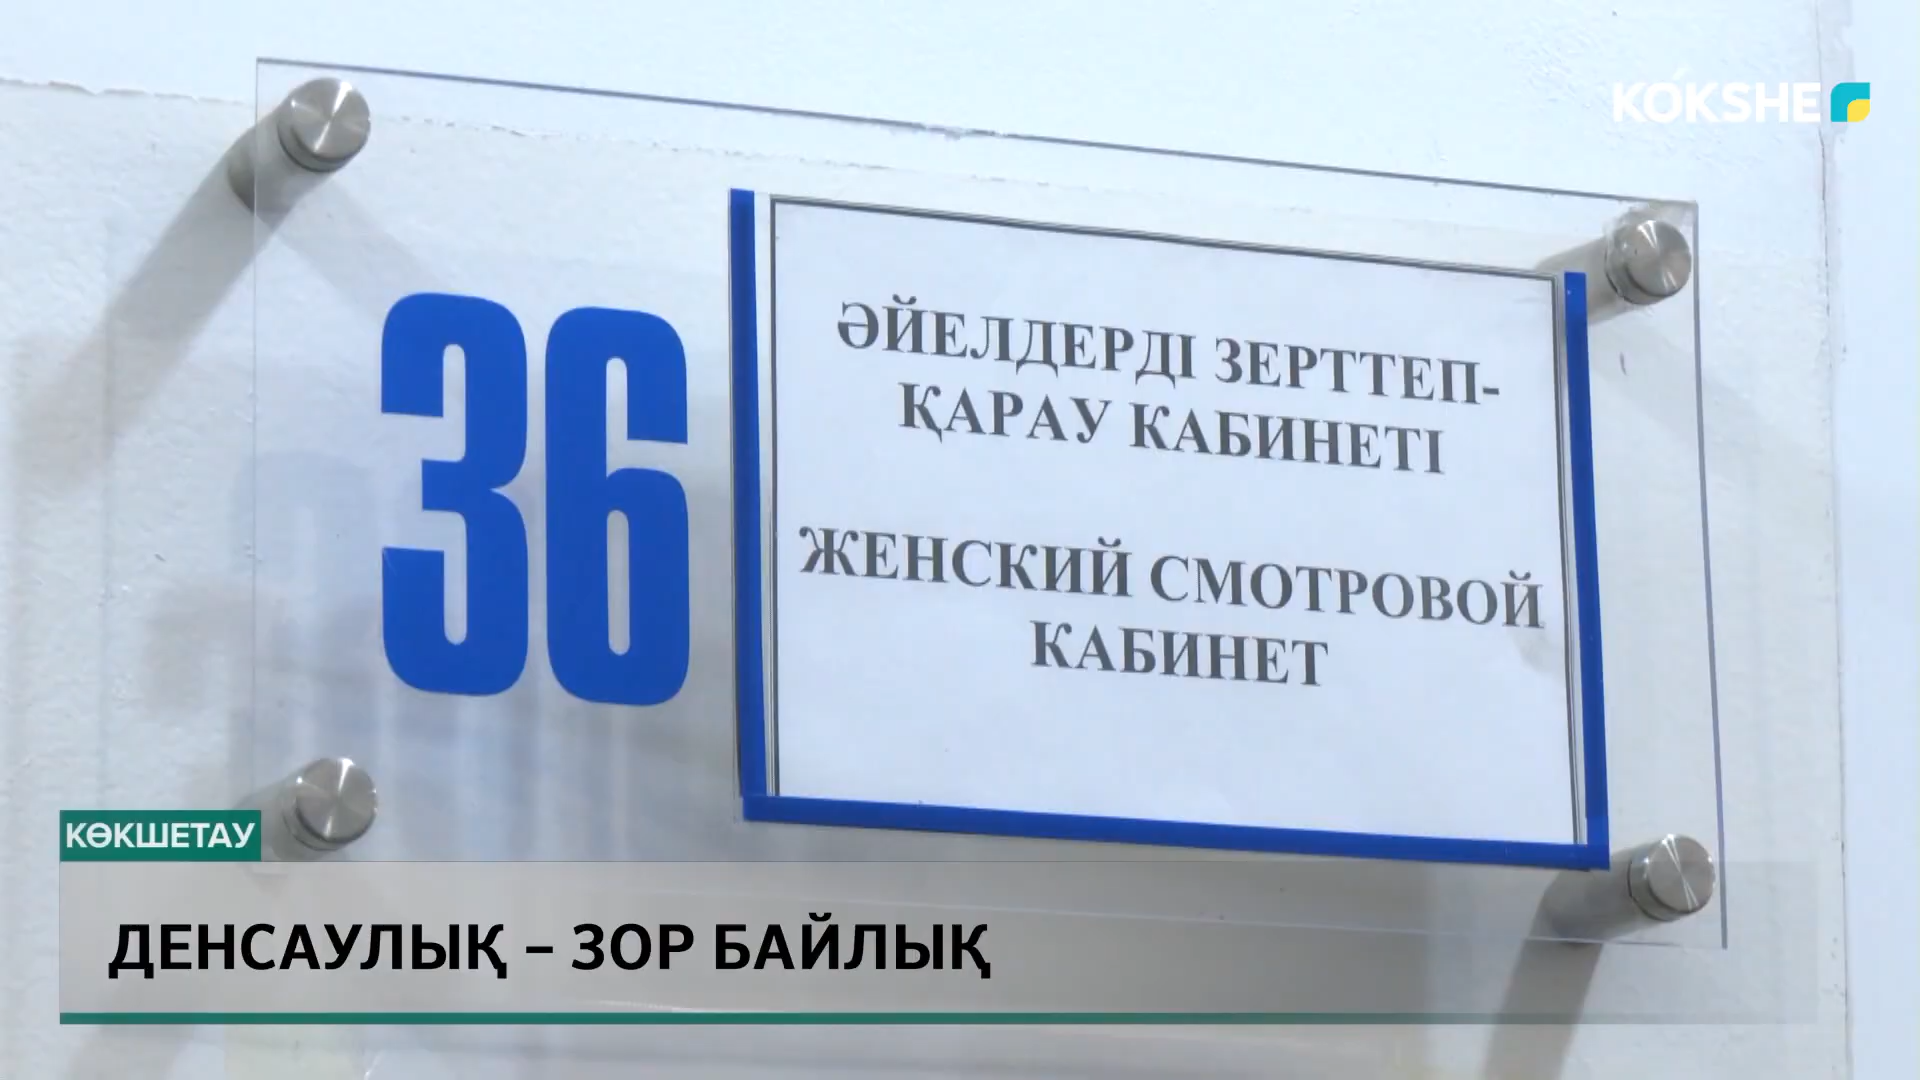 KÓKSHE
36
ӘЙЕЛДЕРДІ ЗЕРТТЕП-
ҚАРАУ КАБИНЕТІ
ЖЕНСКИЙ СМОТРОВОЙ
КАБИНЕТ
КӨКШЕТАУ
ДЕНСАУЛЫҚ – ЗОР БАЙЛЫҚ